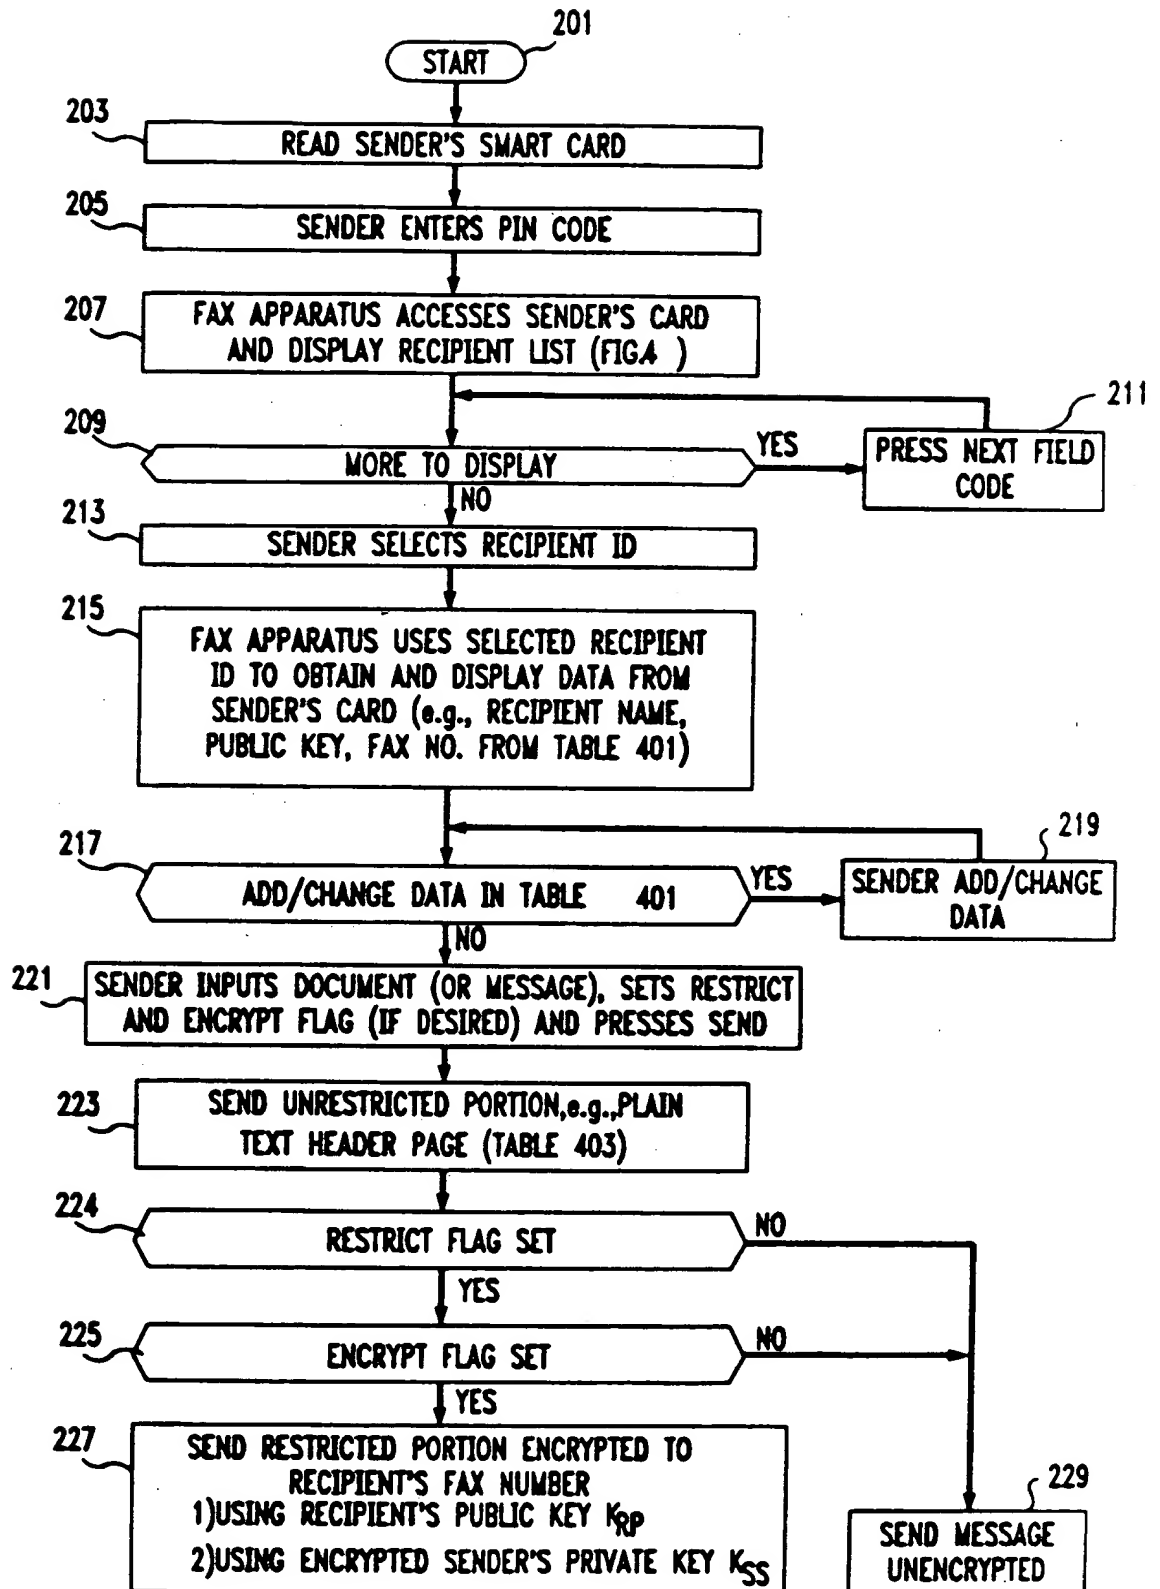 201
START
203
READ SENDER'S SMART CARD
205
SENDER ENTERS PIN CODE
207
FAX APPARATUS ACCESSES SENDER'S CARD
AND DISPLAY RECIPIENT LIST (FIG.4 )
211
209
MORE TO DISPLAY
YES
PRESS NEXT FIELD
CODE
NO
213
SENDER SELECTS RECIPIENT ID
215
FAX APPARATUS USES SELECTED RECIPIENT
ID TO OBTAIN AND DISPLAY DATA FROM
SENDER'S CARD (e.g., RECIPIENT NAME,
PUBLIC KEY, FAX NO. FROM TABLE 401)
217
219
ADD/CHANGE DATA IN TABLE 401
YES
SENDER ADD/CHANGE
DATA
NO
221
SENDER INPUTS DOCUMENT (OR MESSAGE), SETS RESTRICT
AND ENCRYPT FLAG (IF DESIRED) AND PRESSES SEND
223
SEND UNRESTRICTED PORTION,e.g.,PLAIN
TEXT HEADER PAGE (TABLE 403)
224
RESTRICT FLAG SET
NO
YES
225
ENCRYPT FLAG SET
NO
YES
227
SEND RESTRICTED PORTION ENCRYPTED TO
RECIPIENT'S FAX NUMBER
1)USING RECIPIENT'S PUBLIC KEY KRP
2)USING ENCRYPTED SENDER'S PRIVATE KEY KSS
229
SEND MESSAGE
UNENCRYPTED